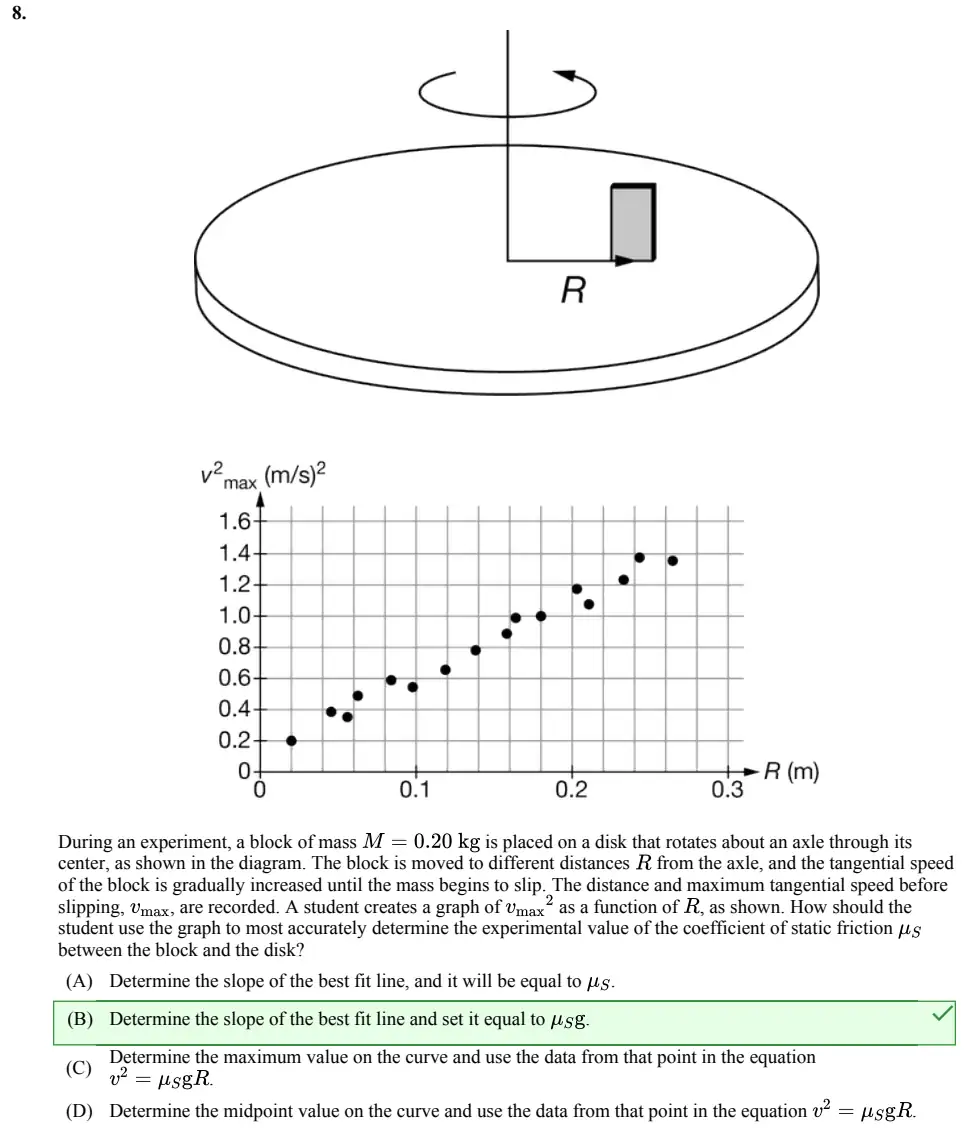 8.
R
v²max (m/s)²
1.6
1.4
1.2
1.0
0.8
0.6
0.4
0.2
0
0 0.1 0.2 0.3
R (m)
During an experiment, a block of mass M = 0.20 kg is placed on a disk that rotates about an axle through its
center, as shown in the diagram. The block is moved to different distances R from the axle, and the tangential speed
of the block is gradually increased until the mass begins to slip. The distance and maximum tangential speed before
slipping, vmax, are recorded. A student creates a graph of vmax² as a function of R, as shown. How should the
student use the graph to most accurately determine the experimental value of the coefficient of static friction μS
between the block and the disk?
(A) Determine the slope of the best fit line, and it will be equal to μS.
(B) Determine the slope of the best fit line and set it equal to μSg.
(C) Determine the maximum value on the curve and use the data from that point in the equation
v² = μSgR.
(D) Determine the midpoint value on the curve and use the data from that point in the equation v² = μSgR.